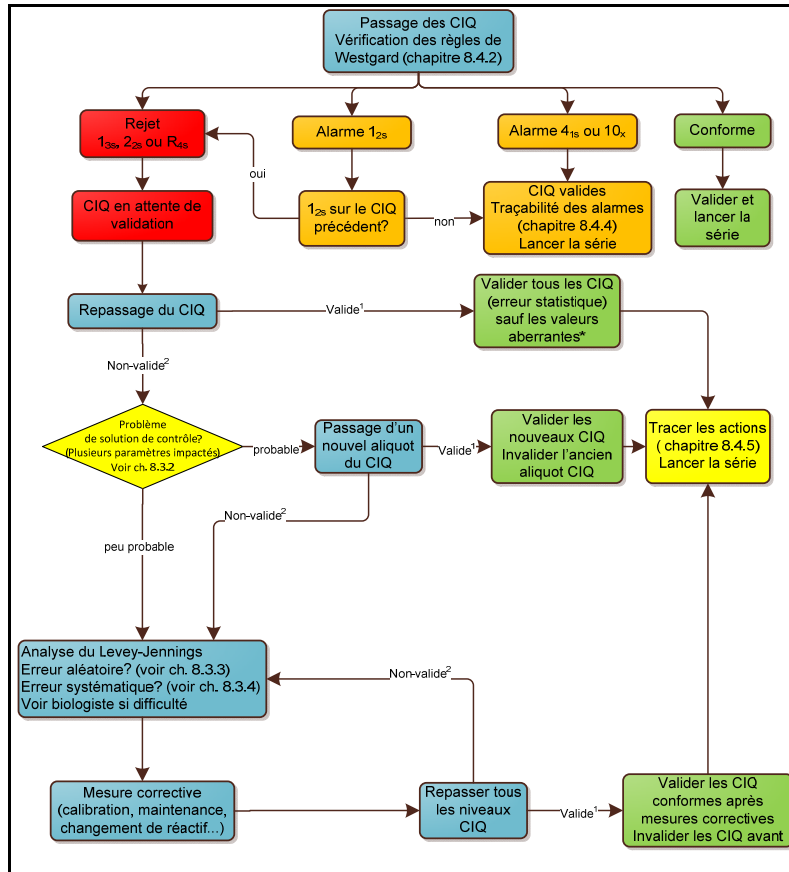 Passage des CIQ
Vérification des règles de
Westgard (chapitre 8.4.2)
Rejet
1₃ₛ, 2₂ₛ ou R₄ₛ
Alarme 1₂ₛ
Alarme 4₁ₛ ou 10ₓ
Conforme
oui
CIQ en attente de
validation
1₂ₛ sur le CIQ
précédent?
non
CIQ valides
Traçabilité des alarmes
(chapitre 8.4.4)
Lancer la série
Valider et
lancer la
série
Repassage du CIQ
Valide¹
Valider tous les CIQ
(erreur statistique)
sauf les valeurs
aberrantes*
Non-valide²
Problème
de solution de contrôle?
(Plusieurs paramètres impactés)
Voir ch. 8.3.2
probable
Passage d'un
nouvel aliquot
du CIQ
Valide¹
Valider les
nouveaux CIQ
Invalider l'ancien
aliquot CIQ
Tracer les actions
( chapitre 8.4.5)
Lancer la série
Non-valide²
peu probable
Analyse du Levey-Jennings
Erreur aléatoire? (voir ch. 8.3.3)
Erreur systématique? (voir ch. 8.3.4)
Voir biologiste si difficulté
Non-valide²
Mesure corrective
(calibration, maintenance,
changement de réactif...)
Repasser tous
les niveaux
CIQ
Valide¹
Valider les CIQ
conformes après
mesures correctives
Invalider les CIQ avant